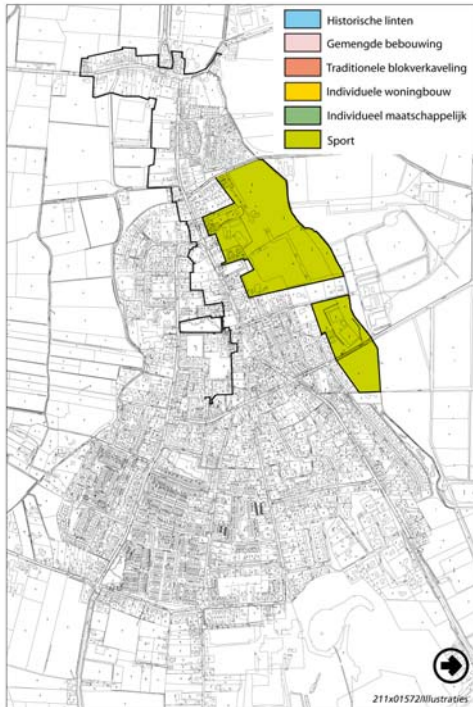 Historische linten
Gemengde bebouwing
Traditionele blokverkaveling
Individuele woningbouw
Individueel maatschappelijk
Sport
211x01572/Illustraties